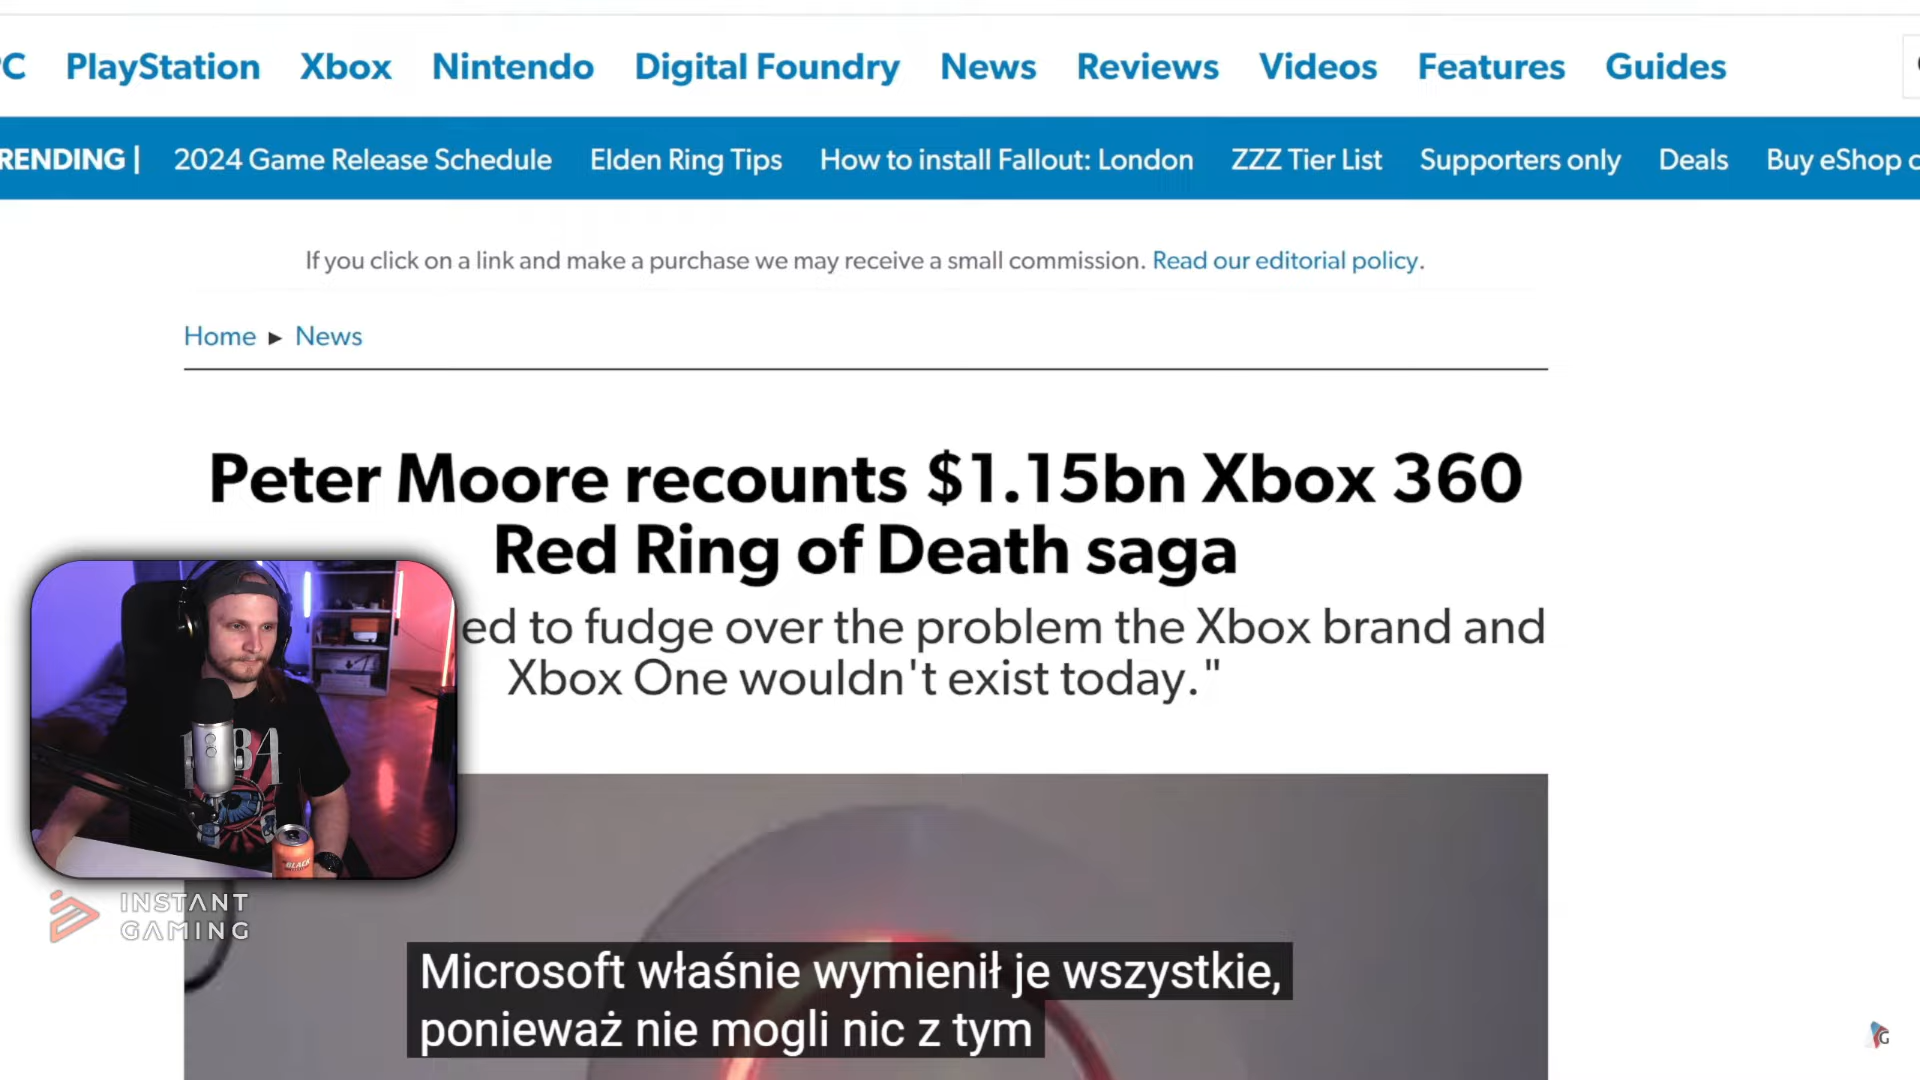 PlayStation Xbox Nintendo Digital Foundry News Reviews Videos Features Guides
2024 Game Release Schedule Elden Ring Tips How to install Fallout: London ZZZ Tier List Supporters only Deals Buy eShop
If you click on a link and make a purchase we may receive a small commission. Read our editorial policy.
Home ▸ News
Peter Moore recounts $1.15bn Xbox 360
Red Ring of Death saga
to fudge over the problem the Xbox brand and
Xbox One wouldn't exist today."
BLACK
INSTANT
GAMING
Microsoft właśnie wymienił je wszystkie,
ponieważ nie mogli nic z tym